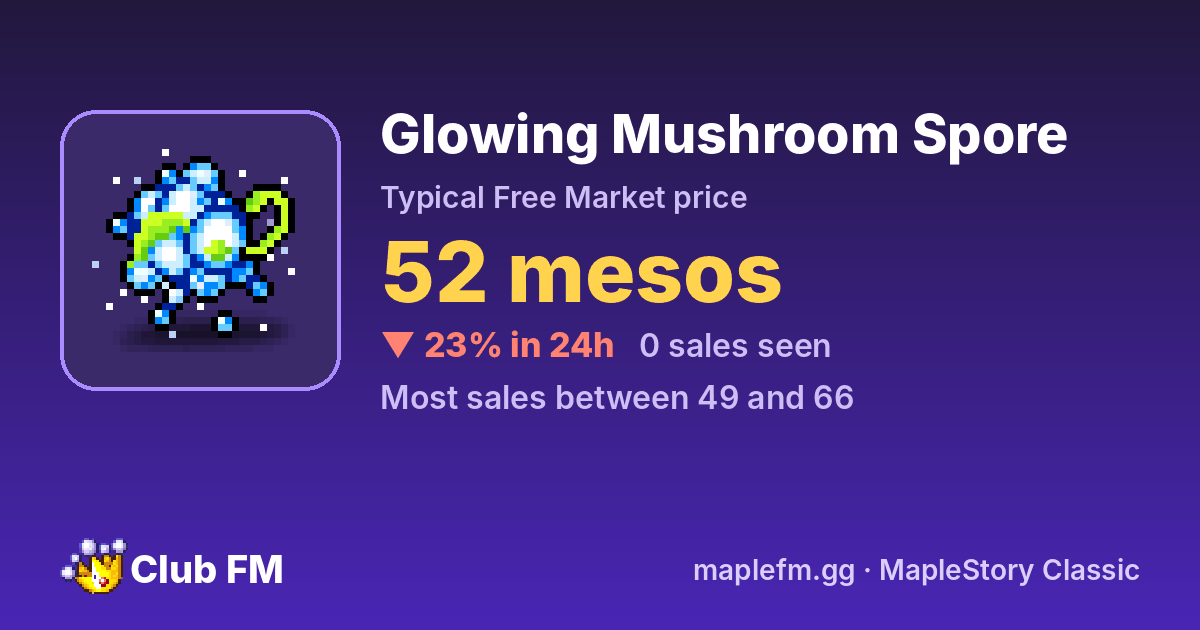 Glowing Mushroom Spore
Typical Free Market price
52 mesos
▼ 23% in 24h 0 sales seen
Most sales between 49 and 66
Club FM
maplefm.gg · MapleStory Classic